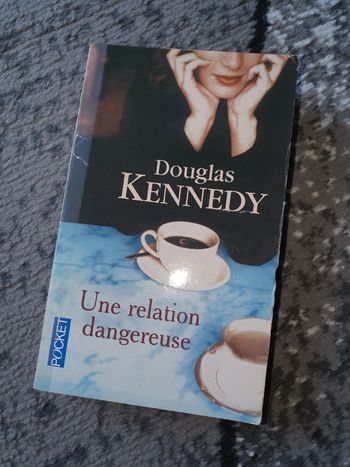 Douglas
KENNEDY
Une relation
dangereuse
POCKET